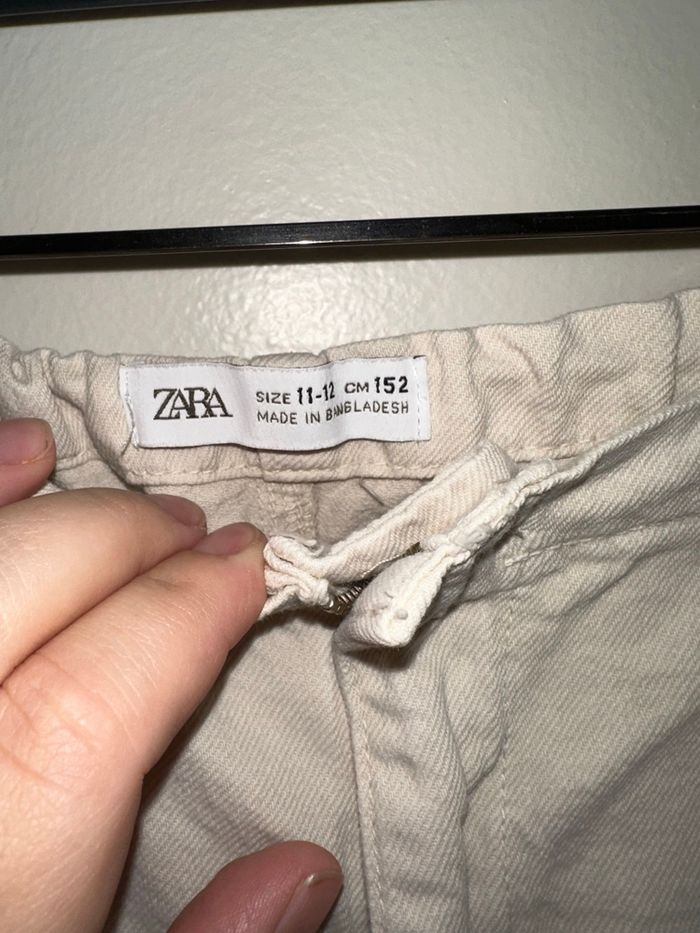 ZARA
SIZE 11-12 CM 152
MADE IN BANGLADESH